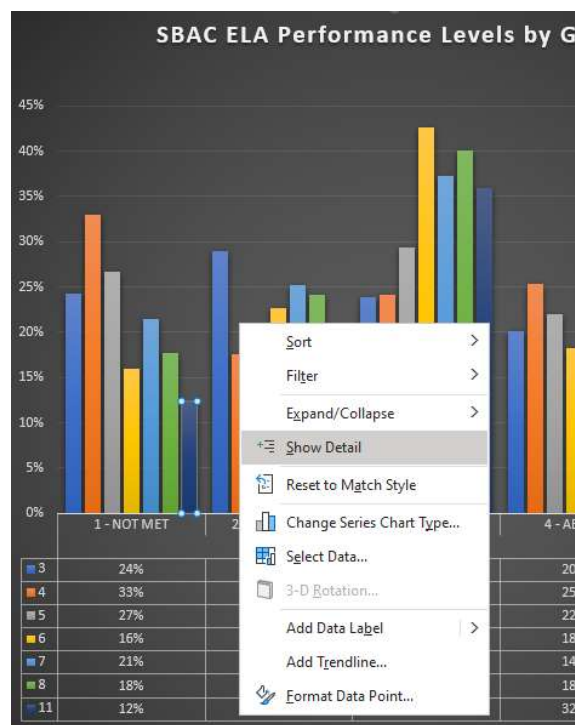 SBAC ELA Performance Levels by G
45%
40%
35%
30%
25%
20%
15%
10%
5%
0%
1 - NOT MET
2
4 - AB
Sort
Filter
Expand/Collapse
Show Detail
Reset to Match Style
Change Series Chart Type...
Select Data...
3-D Rotation...
Add Data Label
Add Trendline...
Format Data Point...
3 24% 20
4 33% 25
5 27% 22
6 16% 18
7 21% 14
8 18% 18
11 12% 32